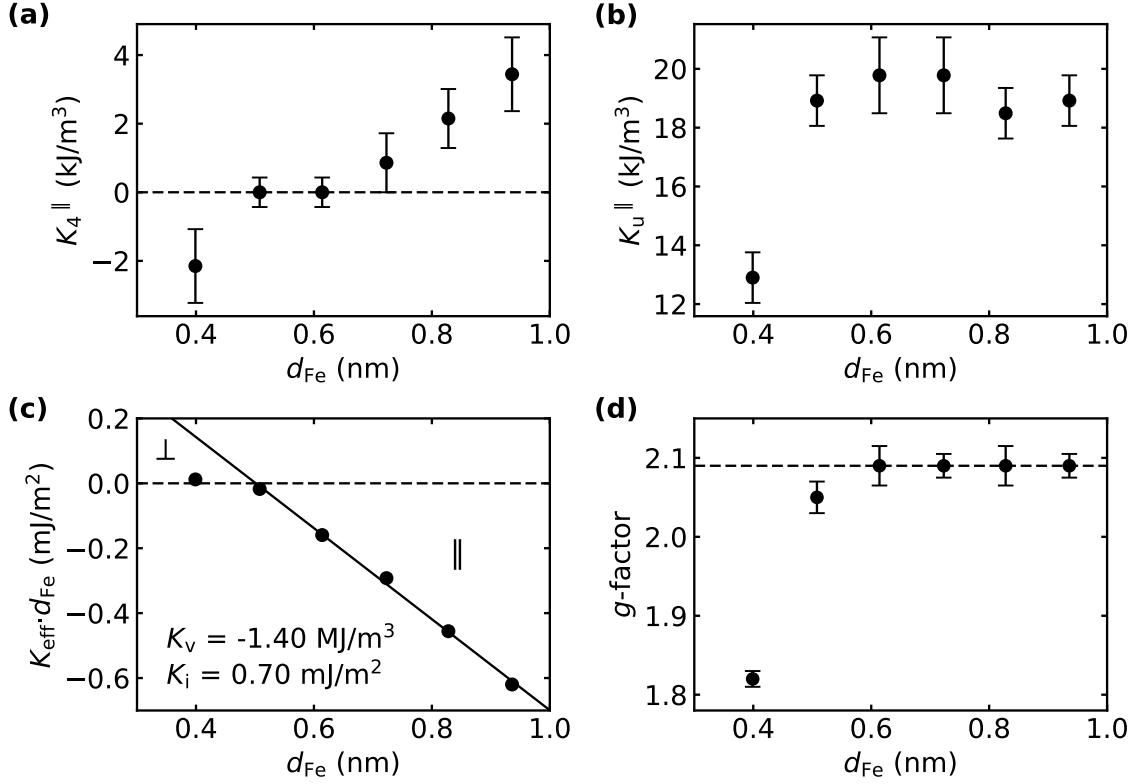 (a)
4
2
0
−2
K4∥ (kJ/m3)
0.4 0.6 0.8 1.0
dFe (nm)
(b)
20
18
16
14
12
Ku∥ (kJ/m3)
0.4 0.6 0.8 1.0
dFe (nm)
(c)
0.2
0.0
−0.2
−0.4
−0.6
Keff·dFe (mJ/m2)
⊥
∥
Kv = -1.40 MJ/m3
Ki = 0.70 mJ/m2
0.4 0.6 0.8 1.0
dFe (nm)
(d)
2.1
2.0
1.9
1.8
g-factor
0.4 0.6 0.8 1.0
dFe (nm)